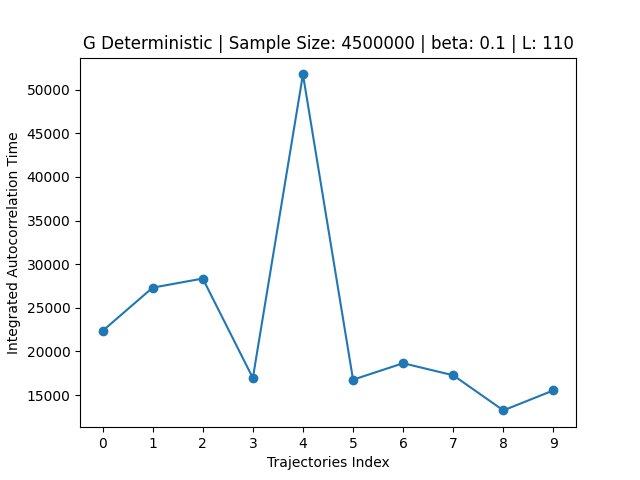 G Deterministic | Sample Size: 4500000 | beta: 0.1 | L: 110
Integrated Autocorrelation Time
50000
45000
40000
35000
30000
25000
20000
15000
0 1 2 3 4 5 6 7 8 9
Trajectories Index